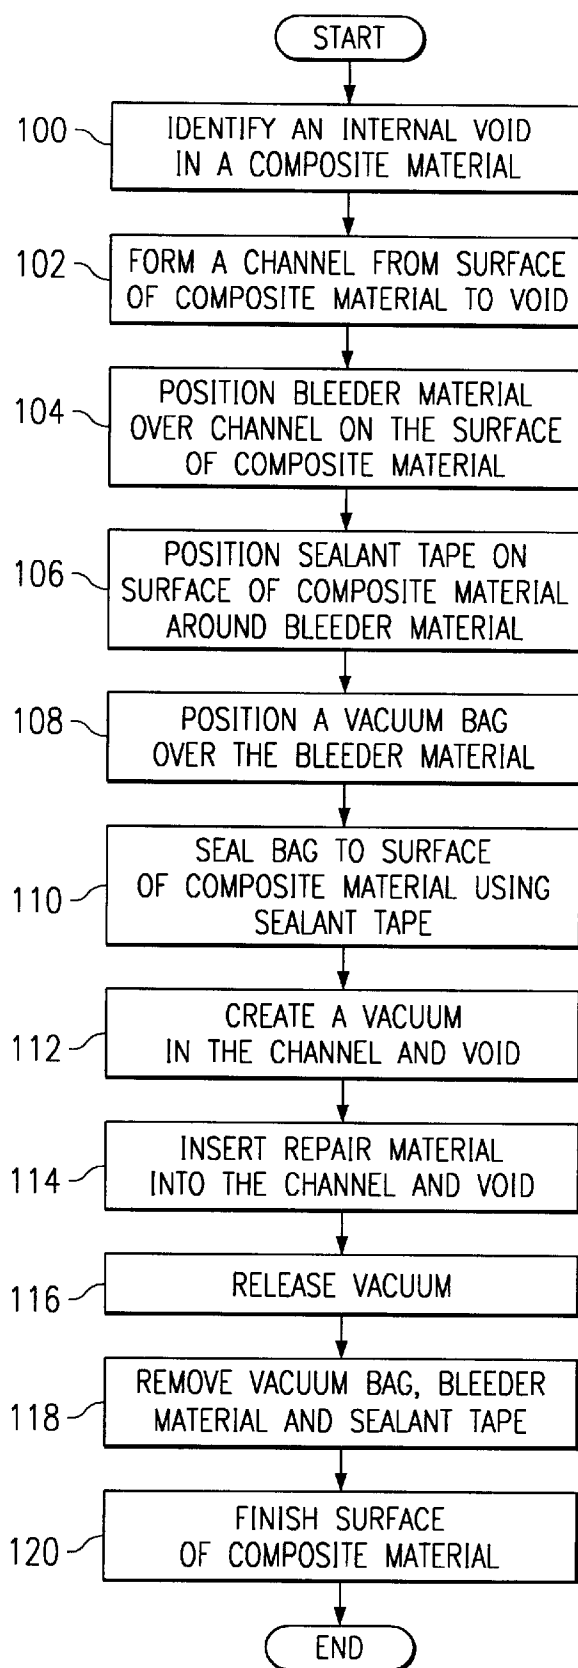 START
100
IDENTIFY AN INTERNAL VOID
IN A COMPOSITE MATERIAL
102
FORM A CHANNEL FROM SURFACE
OF COMPOSITE MATERIAL TO VOID
104
POSITION BLEEDER MATERIAL
OVER CHANNEL ON THE SURFACE
OF COMPOSITE MATERIAL
106
POSITION SEALANT TAPE ON
SURFACE OF COMPOSITE MATERIAL
AROUND BLEEDER MATERIAL
108
POSITION A VACUUM BAG
OVER THE BLEEDER MATERIAL
110
SEAL BAG TO SURFACE
OF COMPOSITE MATERIAL USING
SEALANT TAPE
112
CREATE A VACUUM
IN THE CHANNEL AND VOID
114
INSERT REPAIR MATERIAL
INTO THE CHANNEL AND VOID
116
RELEASE VACUUM
118
REMOVE VACUUM BAG, BLEEDER
MATERIAL AND SEALANT TAPE
120
FINISH SURFACE
OF COMPOSITE MATERIAL
END